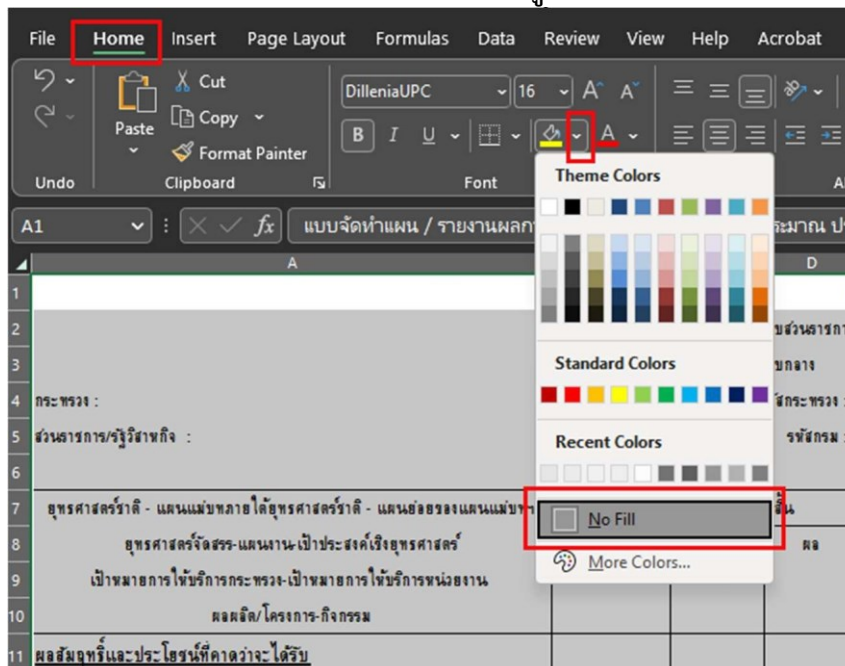 File Home Insert Page Layout Formulas Data Review View Help Acrobat
Cut
Copy
Paste
Format Painter
DilleniaUPC 16 A A
B I U A
Undo Clipboard Font
A1 fx แบบจัดทำแผน / รายงานผลก
ระมาณ ป
Theme Colors
Standard Colors
Recent Colors
No Fill
More Colors...
A D
1
2
3
4 กระทรวง :
5 ส่วนราชการ/รัฐวิสาหกิจ :
รหัสกรม :
6
7 ยุทธศาสตร์ชาติ - แผนแม่บทภายใต้ยุทธศาสตร์ชาติ - แผนย่อยของแผนแม่บทฯ
8 ยุทธศาสตร์จัดสรร-แผนงาน-เป้าประสงค์เชิงยุทธศาสตร์ ผล
9 เป้าหมายการให้บริการกระทรวง-เป้าหมายการให้บริการหน่วยงาน
10 ผลผลิต/โครงการ-กิจกรรม
11 ผลสัมฤทธิ์และประโยชน์ที่คาดว่าจะได้รับ